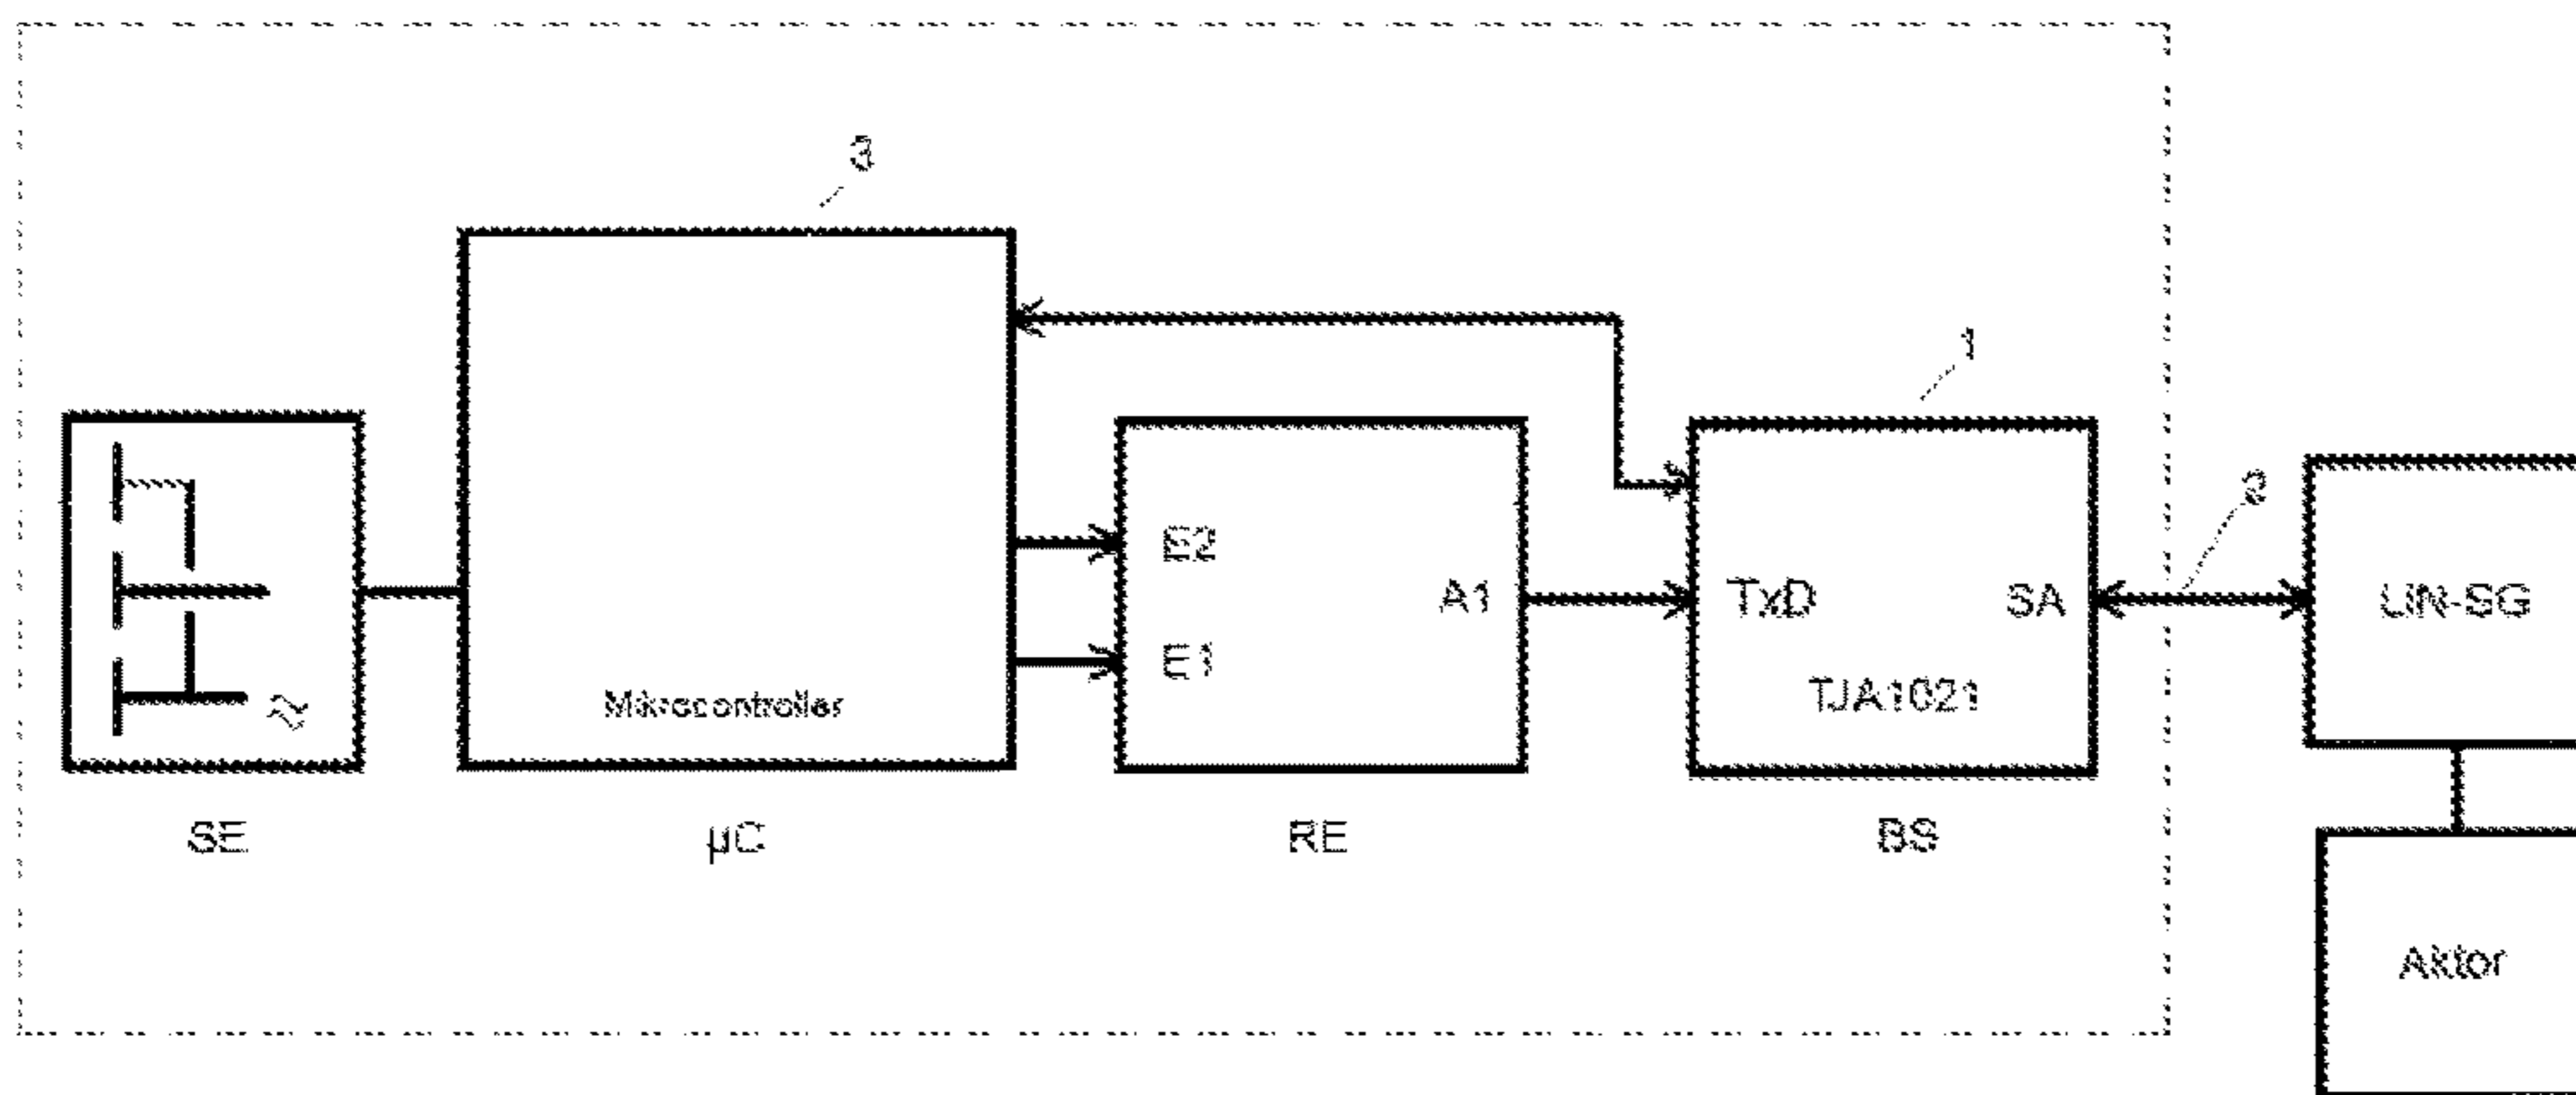 3
1
2
E2
A1
TxD
SA
LIN-SG
E1
Mikrocontroller
TJA1021
SE
µC
RE
BS
Aktor